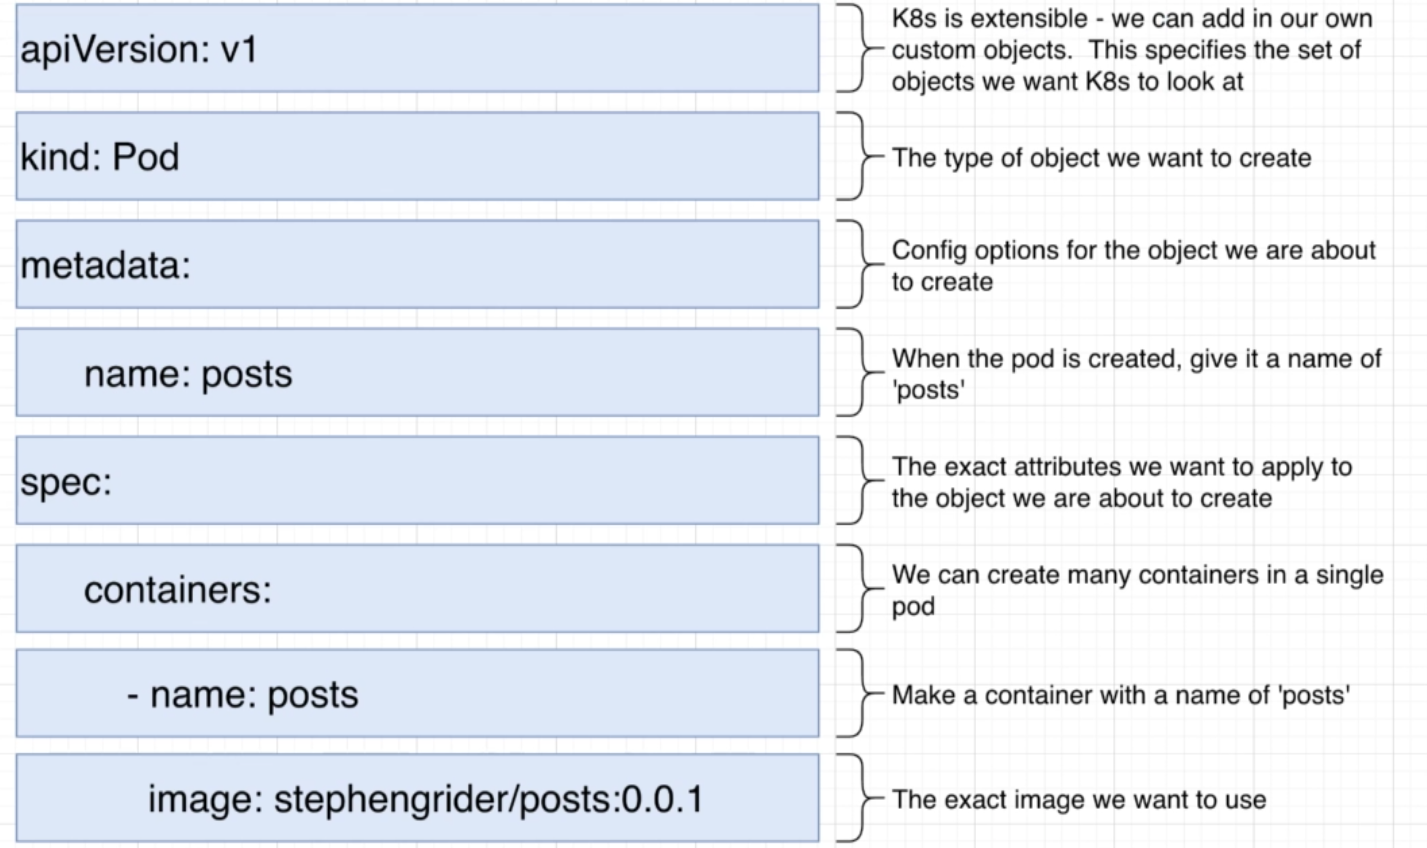 apiVersion: v1
K8s is extensible - we can add in our own
custom objects.  This specifies the set of
objects we want K8s to look at
kind: Pod
The type of object we want to create
metadata:
Config options for the object we are about
to create
name: posts
When the pod is created, give it a name of
'posts'
spec:
The exact attributes we want to apply to
the object we are about to create
containers:
We can create many containers in a single
pod
- name: posts
Make a container with a name of 'posts'
image: stephengrider/posts:0.0.1
The exact image we want to use